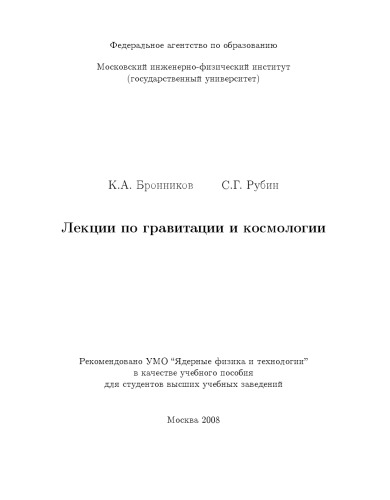 Федеральное агентство по образованию
Московский инженерно-физический институт
(государственный университет)
К.А. Бронников С.Г. Рубин
Лекции по гравитации и космологии
Рекомендовано УМО “Ядерные физика и технологии”
в качестве учебного пособия
для студентов высших учебных заведений
Москва 2008